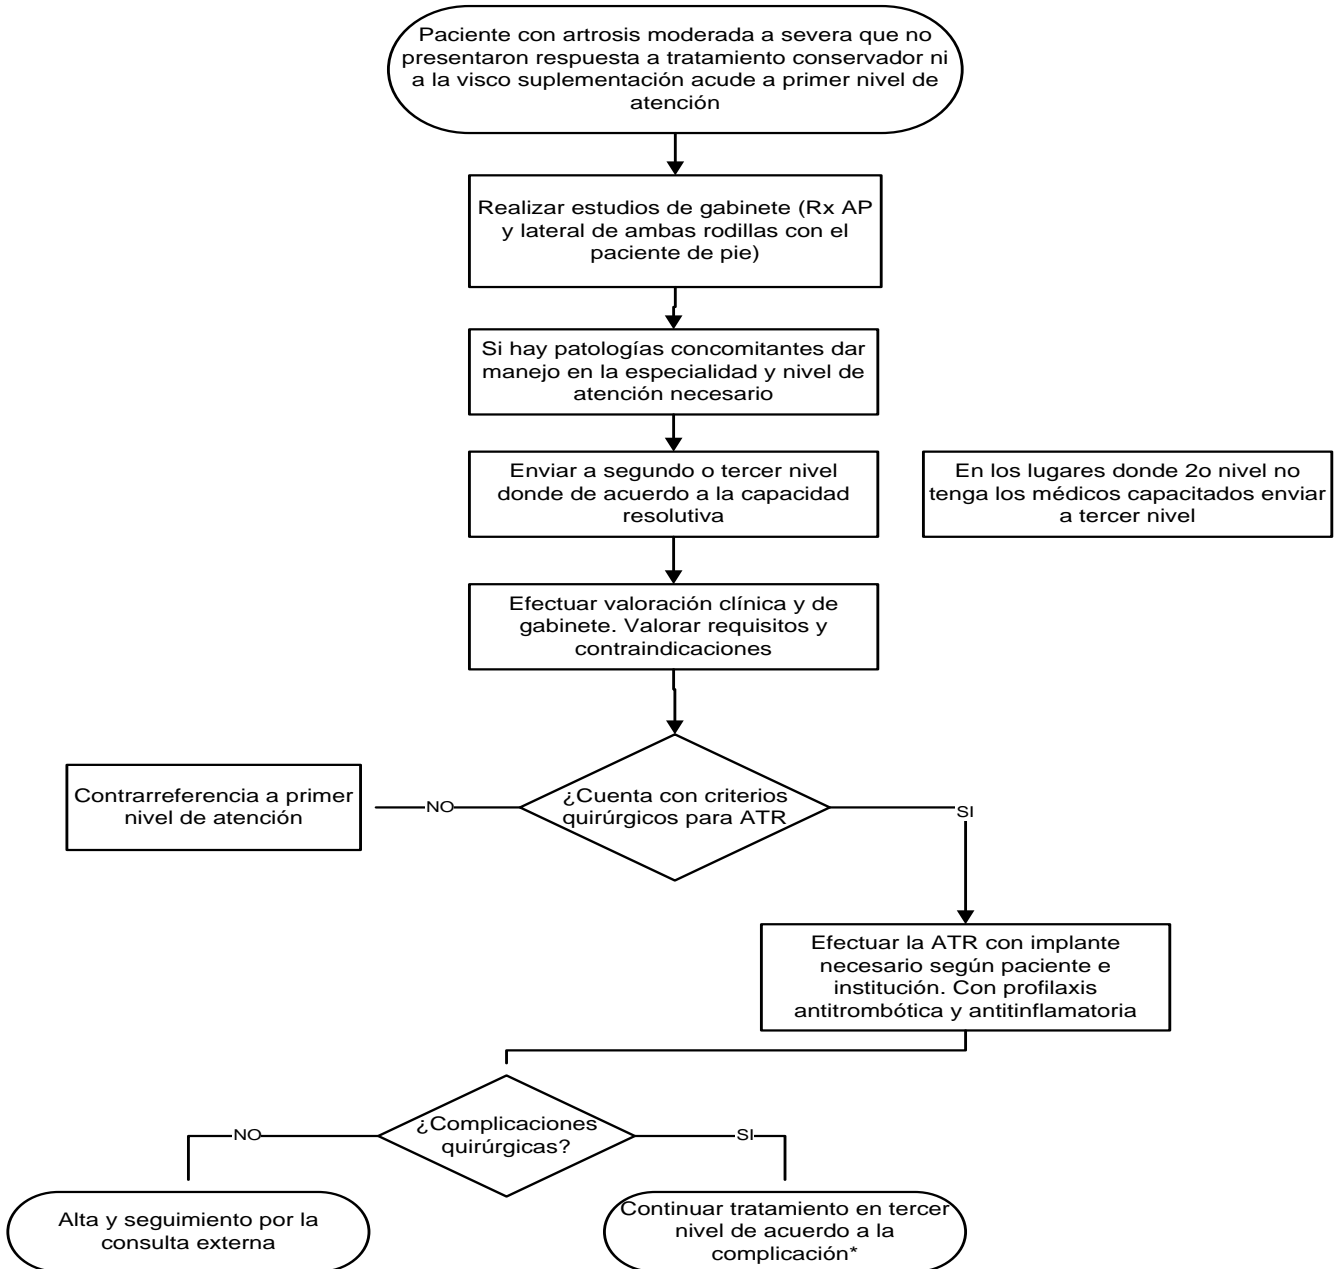 Paciente con artrosis moderada a severa que no
presentaron respuesta a tratamiento conservador ni
a la visco suplementación acude a primer nivel de
atención
Realizar estudios de gabinete (Rx AP
y lateral de ambas rodillas con el
paciente de pie)
Si hay patologías concomitantes dar
manejo en la especialidad y nivel de
atención necesario
Enviar a segundo o tercer nivel
donde de acuerdo a la capacidad
resolutiva
En los lugares donde 2o nivel no
tenga los médicos capacitados enviar
a tercer nivel
Efectuar valoración clínica y de
gabinete. Valorar requisitos y
contraindicaciones
¿Cuenta con criterios
quirúrgicos para ATR
NO
SI
Contrarreferencia a primer
nivel de atención
Efectuar la ATR con implante
necesario según paciente e
institución. Con profilaxis
antitrombótica y antitinflamatoria
¿Complicaciones
quirúrgicas?
NO
SI
Alta y seguimiento por la
consulta externa
Continuar tratamiento en tercer
nivel de acuerdo a la
complicación*